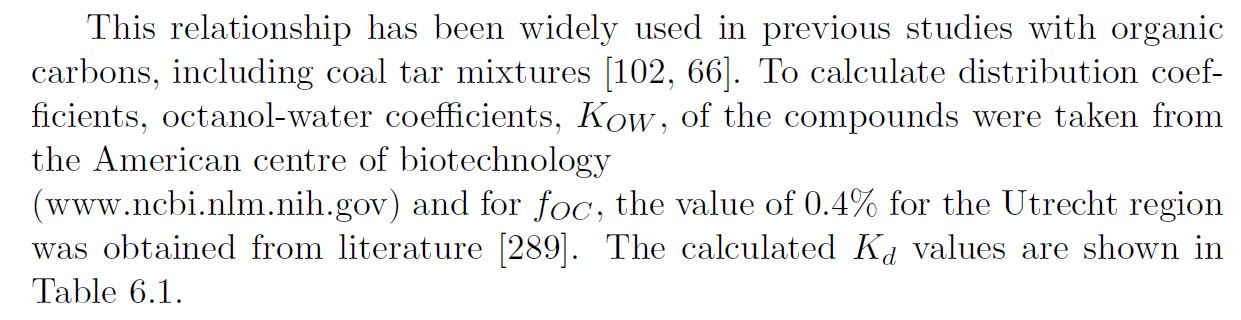 This relationship has been widely used in previous studies with organic
carbons, including coal tar mixtures [102, 66]. To calculate distribution coef-
ficients, octanol-water coefficients, K_OW, of the compounds were taken from
the American centre of biotechnology
(www.ncbi.nlm.nih.gov) and for f_OC, the value of 0.4% for the Utrecht region
was obtained from literature [289]. The calculated K_d values are shown in
Table 6.1.